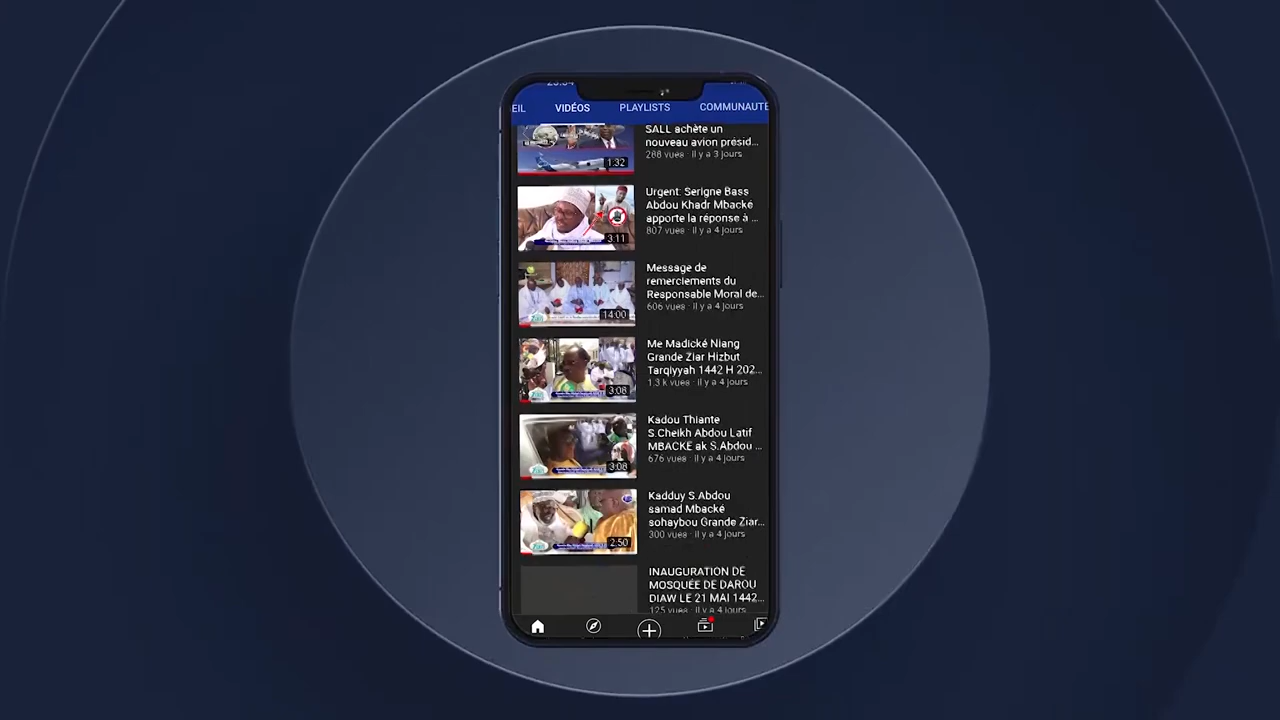 EIL VIDÉOS PLAYLISTS COMMUNAUTÉ
SALL achète un
nouveau avion présid...
288 vues · il y a 3 jours
1:32
Urgent: Serigne Bass
Abdou Khadr Mbacké
apporte la réponse à ...
807 vues · il y a 4 jours
3:11
Message de
remerciements du
Responsable Moral de...
606 vues · il y a 4 jours
14:00
Me Madické Niang
Grande Ziar Hizbut
Tarqiyyah 1442 H 202...
1,3 k vues · il y a 4 jours
3:08
Kadou Thiante
S.Cheikh Abdou Latif
MBACKE ak S.Abdou ...
676 vues · il y a 4 jours
3:08
Kadduy S.Abdou
samad Mbacké
sohaybou Grande Ziar...
300 vues · il y a 4 jours
2:50
INAUGURATION DE
MOSQUÉE DE DAROU
DIAW LE 21 MAI 1442...
125 vues · il y a 4 jours